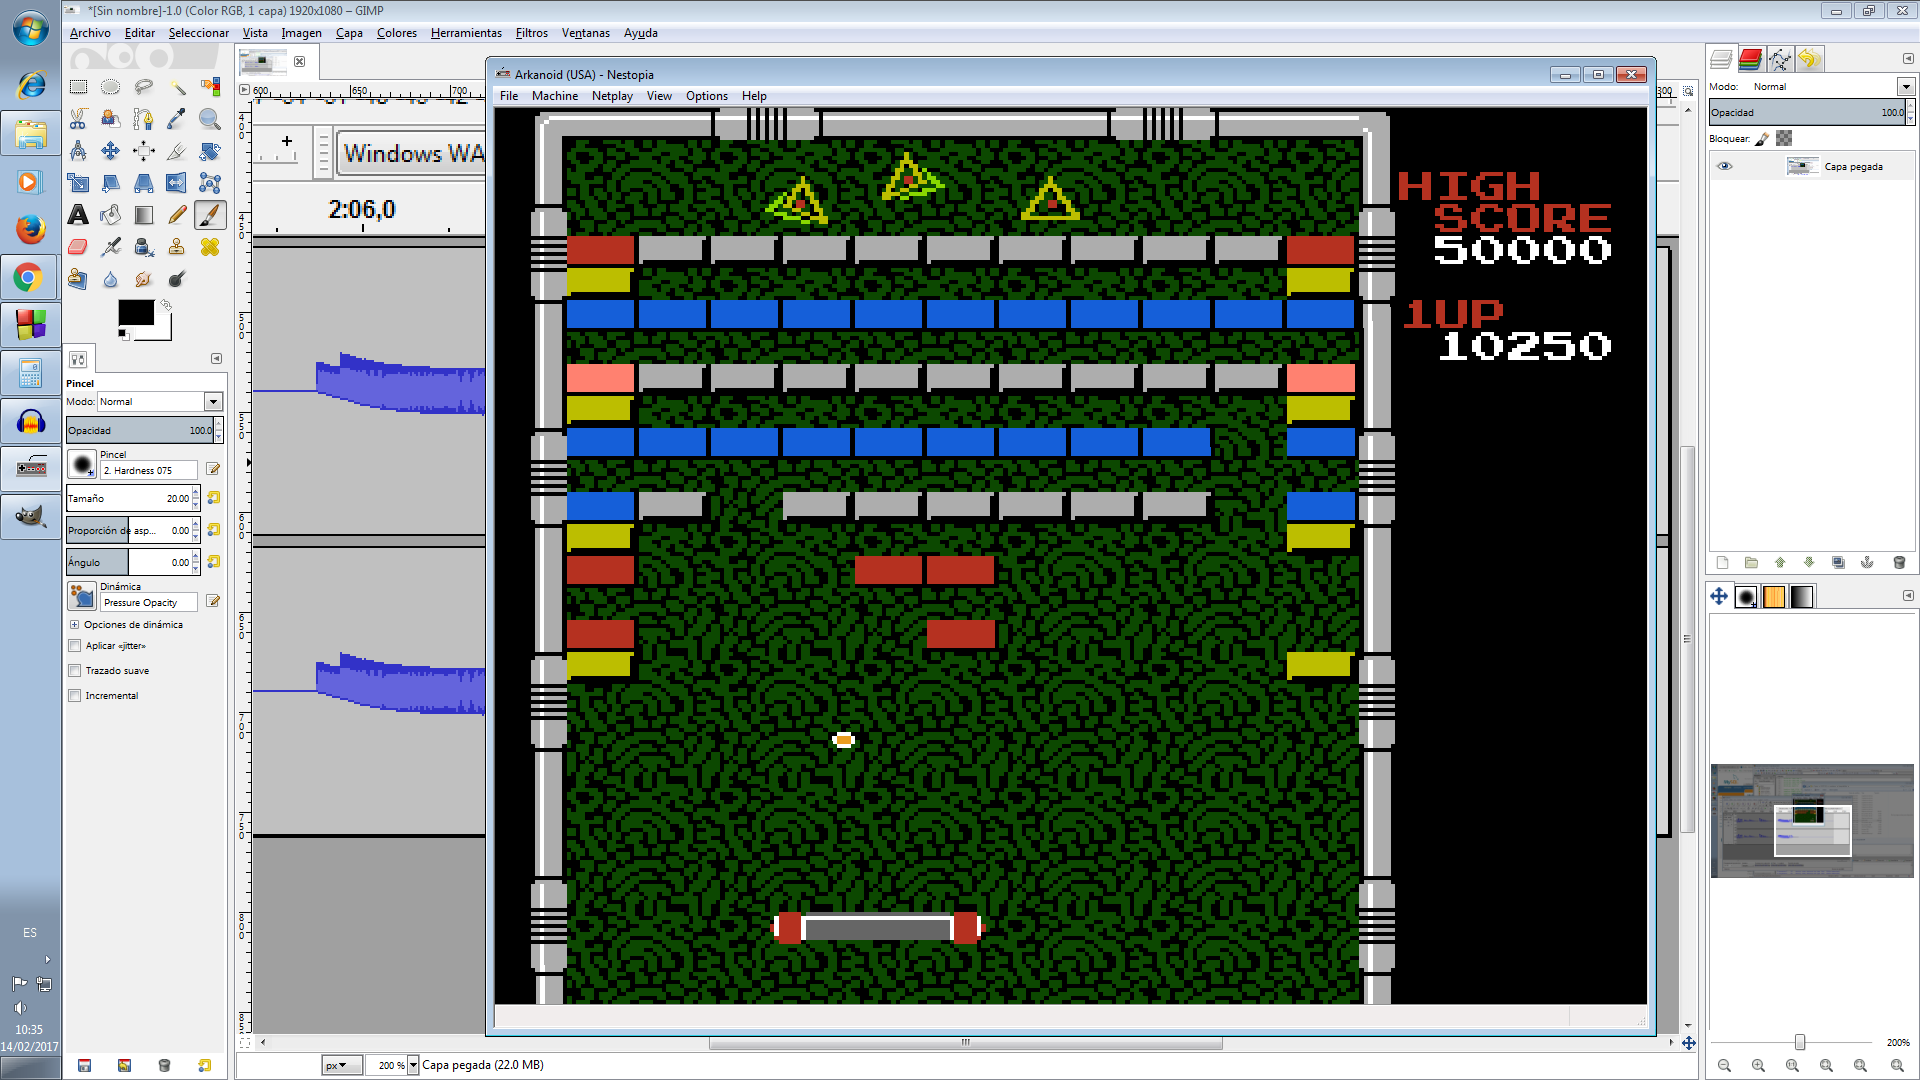 *[Sin nombre]-1.0 (Color RGB, 1 capa) 1920x1080 – GIMP
Archivo Editar Seleccionar Vista Imagen Capa Colores Herramientas Filtros Ventanas Ayuda
Arkanoid (USA) - Nestopia
File Machine Netplay View Options Help
600 650 700
Windows WA
2:06,0
HIGH
SCORE
50000
1UP
10250
Pincel
Modo: Normal
Opacidad 100.0
Pincel
2. Hardness 075
Tamaño 20.00
Proporción de asp... 0.00
Ángulo 0.00
Dinámica
Pressure Opacity
Opciones de dinámica
Aplicar «jitter»
Trazado suave
Incremental
Modo: Normal
Opacidad 100.0
Bloquear:
Capa pegada
200%
px 200 % Capa pegada (22.0 MB)
ES
10:35
14/02/2017